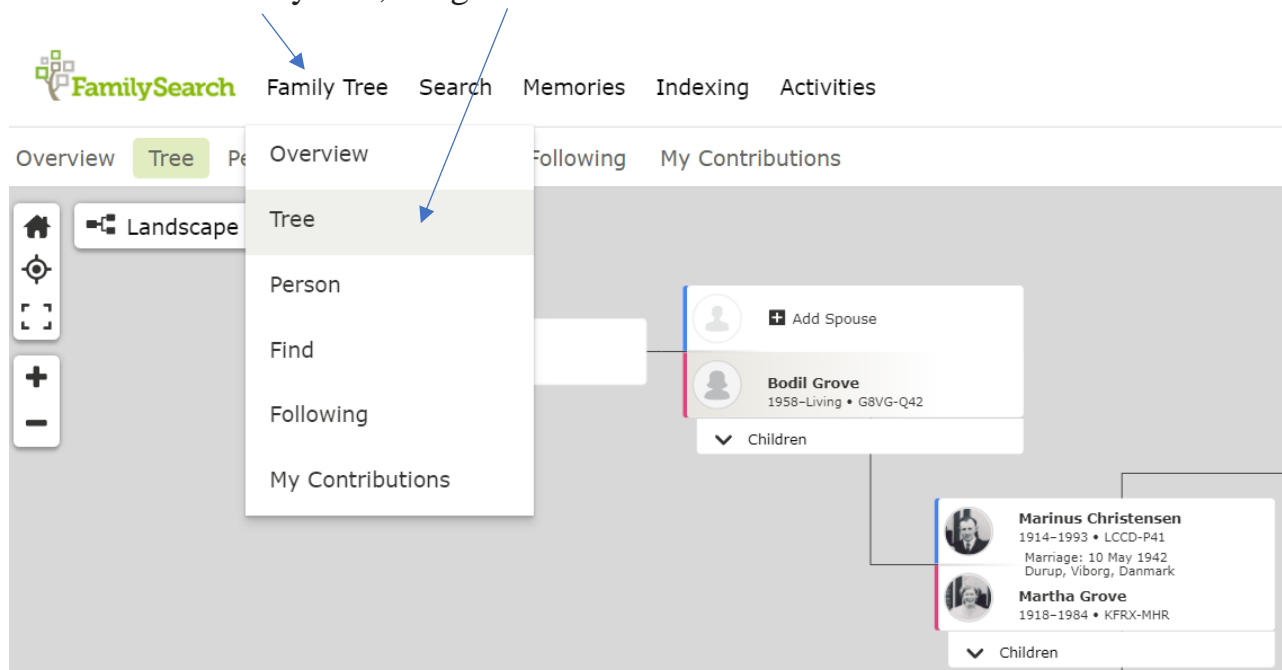 FamilySearch Family Tree Search Memories Indexing Activities
Overview Tree Following My Contributions
Overview
Tree
Person
Find
Following
My Contributions
Landscape
Add Spouse
Bodil Grove
1958–Living • G8VG-Q42
Children
Marinus Christensen
1914–1993 • LCCD-P41
Marriage: 10 May 1942
Durup, Viborg, Danmark
Martha Grove
1918–1984 • KFRX-MHR
Children